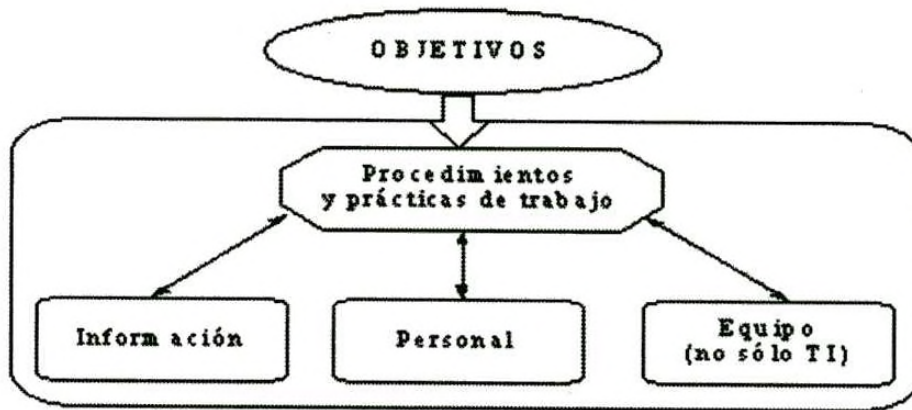 OBJETIVOS
Procedimientos
y prácticas de trabajo
Información
Personal
Equipo
(no sólo TI)